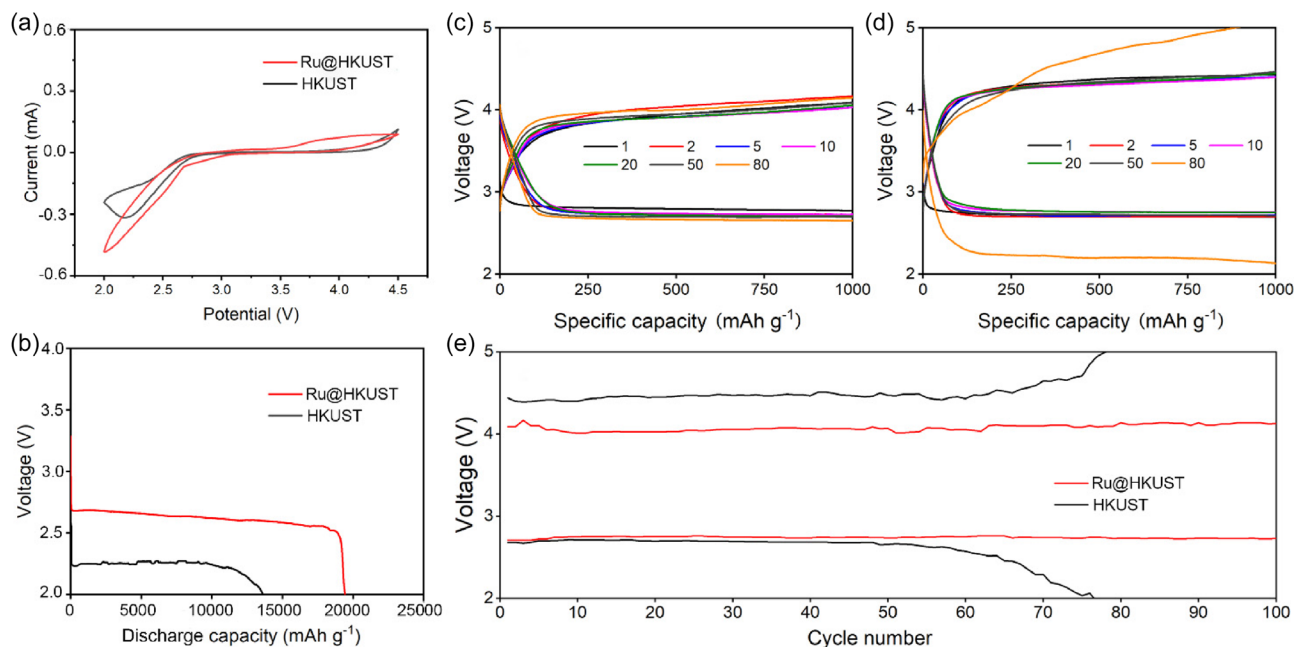 (a)
0.6
0.3
0.0
-0.3
-0.6
Current (mA)
Ru@HKUST
HKUST
2.0 2.5 3.0 3.5 4.0 4.5
Potential (V)
(b)
4.0
3.5
3.0
2.5
2.0
Voltage (V)
Ru@HKUST
HKUST
0 5000 10000 15000 20000 25000
Discharge capacity (mAh g⁻¹)
(c)
5
4
3
2
Voltage (V)
1 2 5 10
20 50 80
0 250 500 750 1000
Specific capacity (mAh g⁻¹)
(d)
5
4
3
2
Voltage (V)
1 2 5 10
20 50 80
0 250 500 750 1000
Specific capacity (mAh g⁻¹)
(e)
5
4
3
2
Voltage (V)
Ru@HKUST
HKUST
0 10 20 30 40 50 60 70 80 90 100
Cycle number